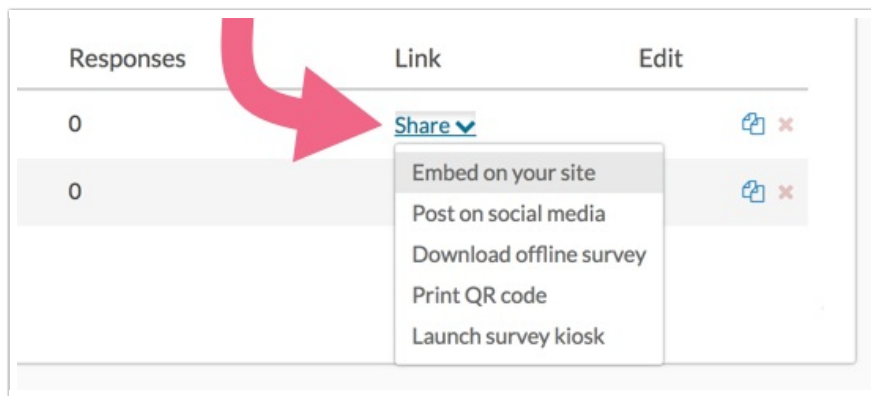 Responses Link Edit
0 Share
Embed on your site
0
Post on social media
Download offline survey
Print QR code
Launch survey kiosk